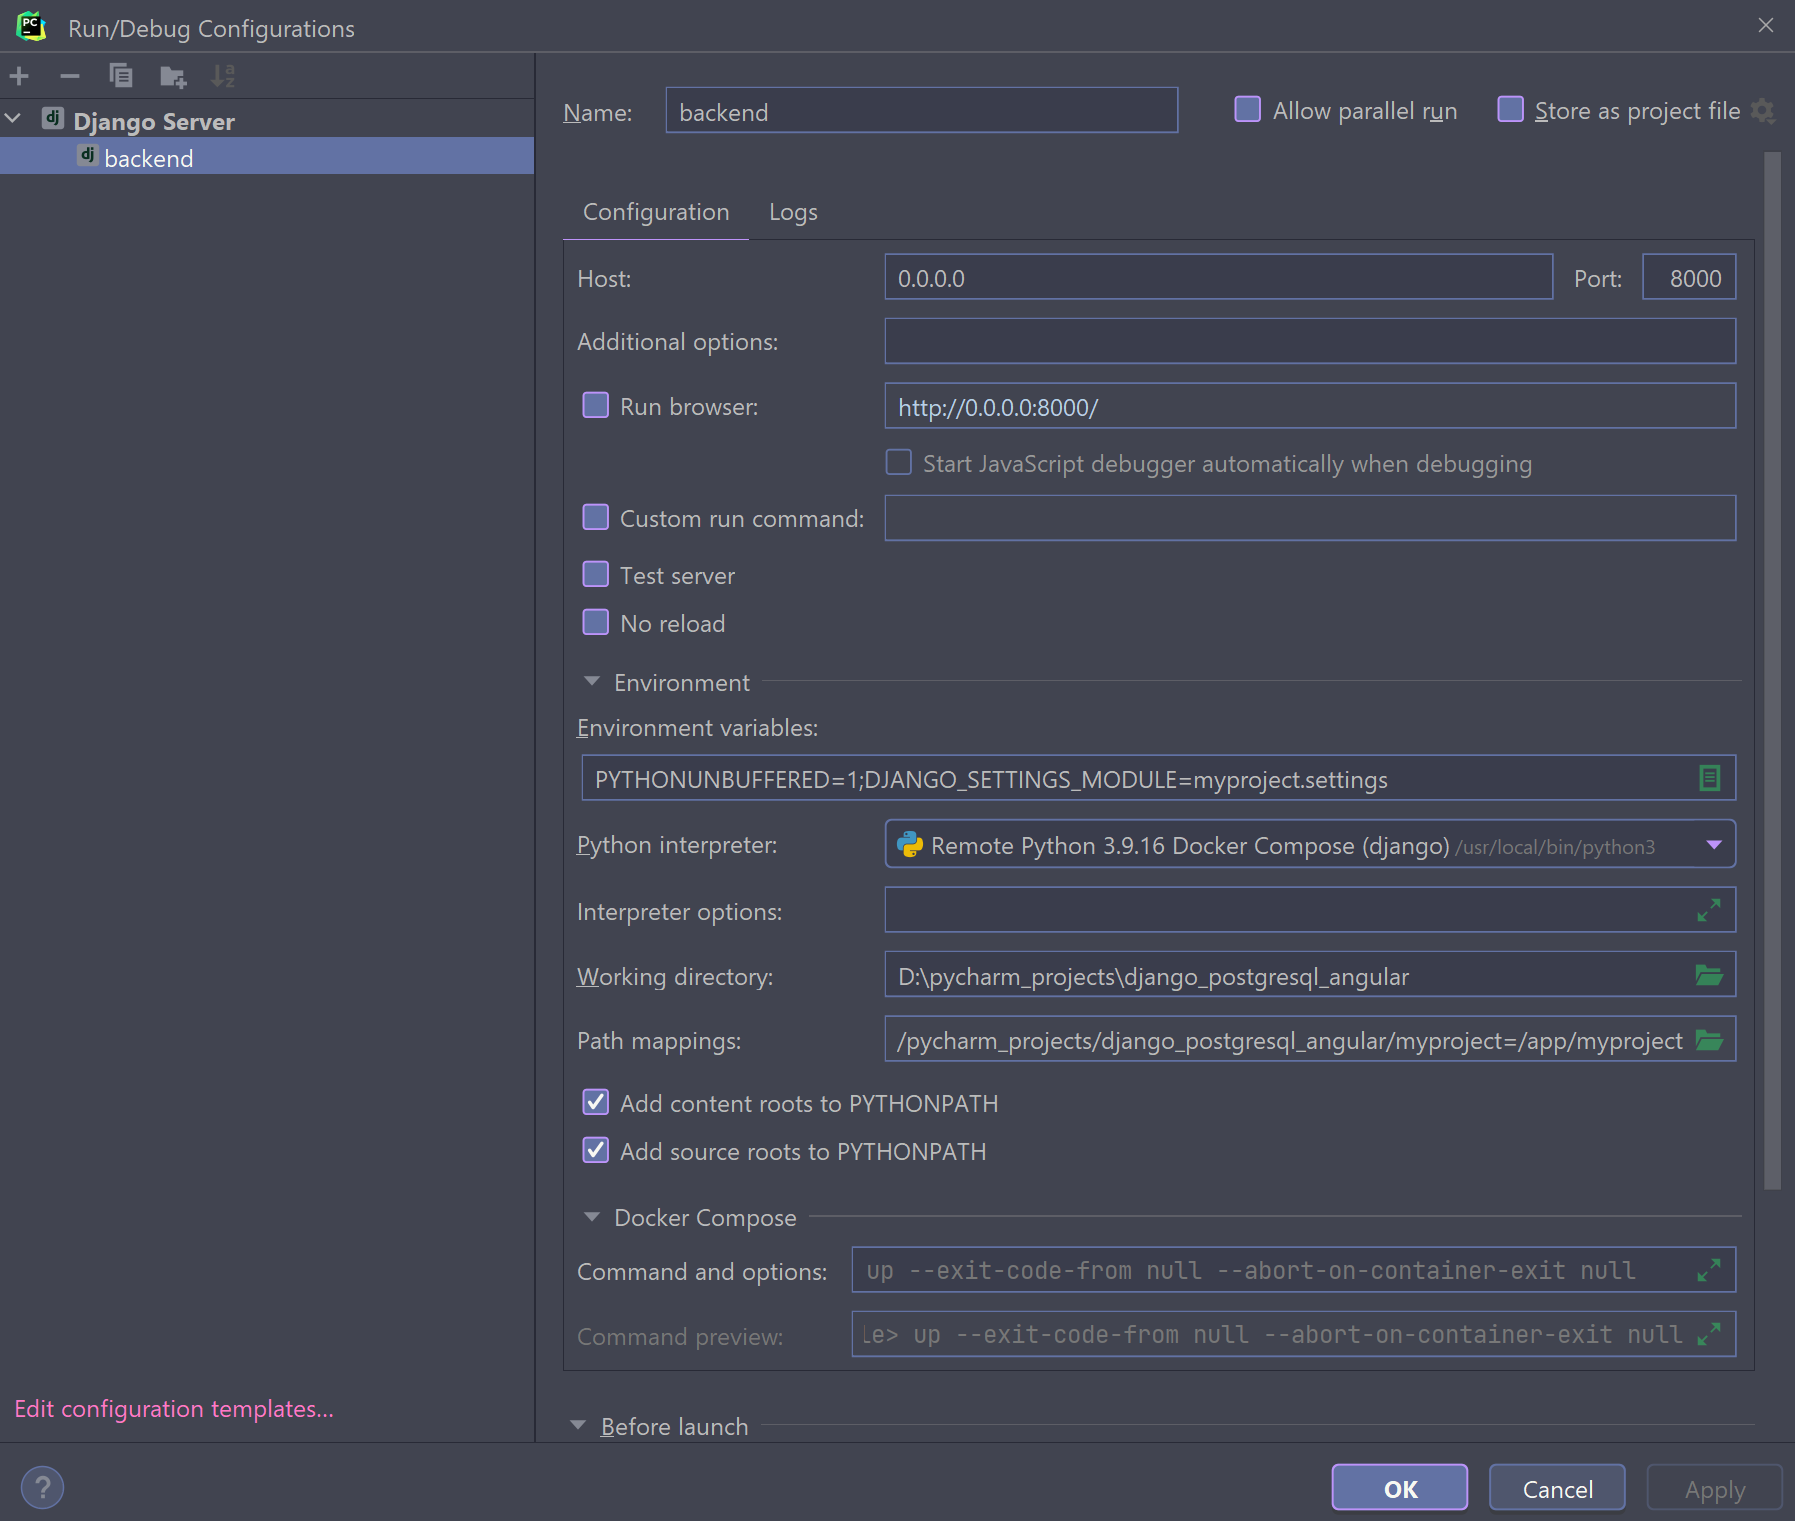 PC
Run/Debug Configurations
a
z
dj Django Server
dj backend
Name: backend
Allow parallel run
Store as project file
Configuration Logs
Host: 0.0.0.0 Port: 8000
Additional options:
Run browser: http://0.0.0.0:8000/
Start JavaScript debugger automatically when debugging
Custom run command:
Test server
No reload
Environment
Environment variables:
PYTHONUNBUFFERED=1;DJANGO_SETTINGS_MODULE=myproject.settings
Python interpreter: Remote Python 3.9.16 Docker Compose (django) /usr/local/bin/python3
Interpreter options:
Working directory: D:\pycharm_projects\django_postgresql_angular
Path mappings: /pycharm_projects/django_postgresql_angular/myproject=/app/myproject
Add content roots to PYTHONPATH
Add source roots to PYTHONPATH
Docker Compose
Command and options: up --exit-code-from null --abort-on-container-exit null
Command preview: le> up --exit-code-from null --abort-on-container-exit null
Edit configuration templates...
Before launch
? OK Cancel Apply